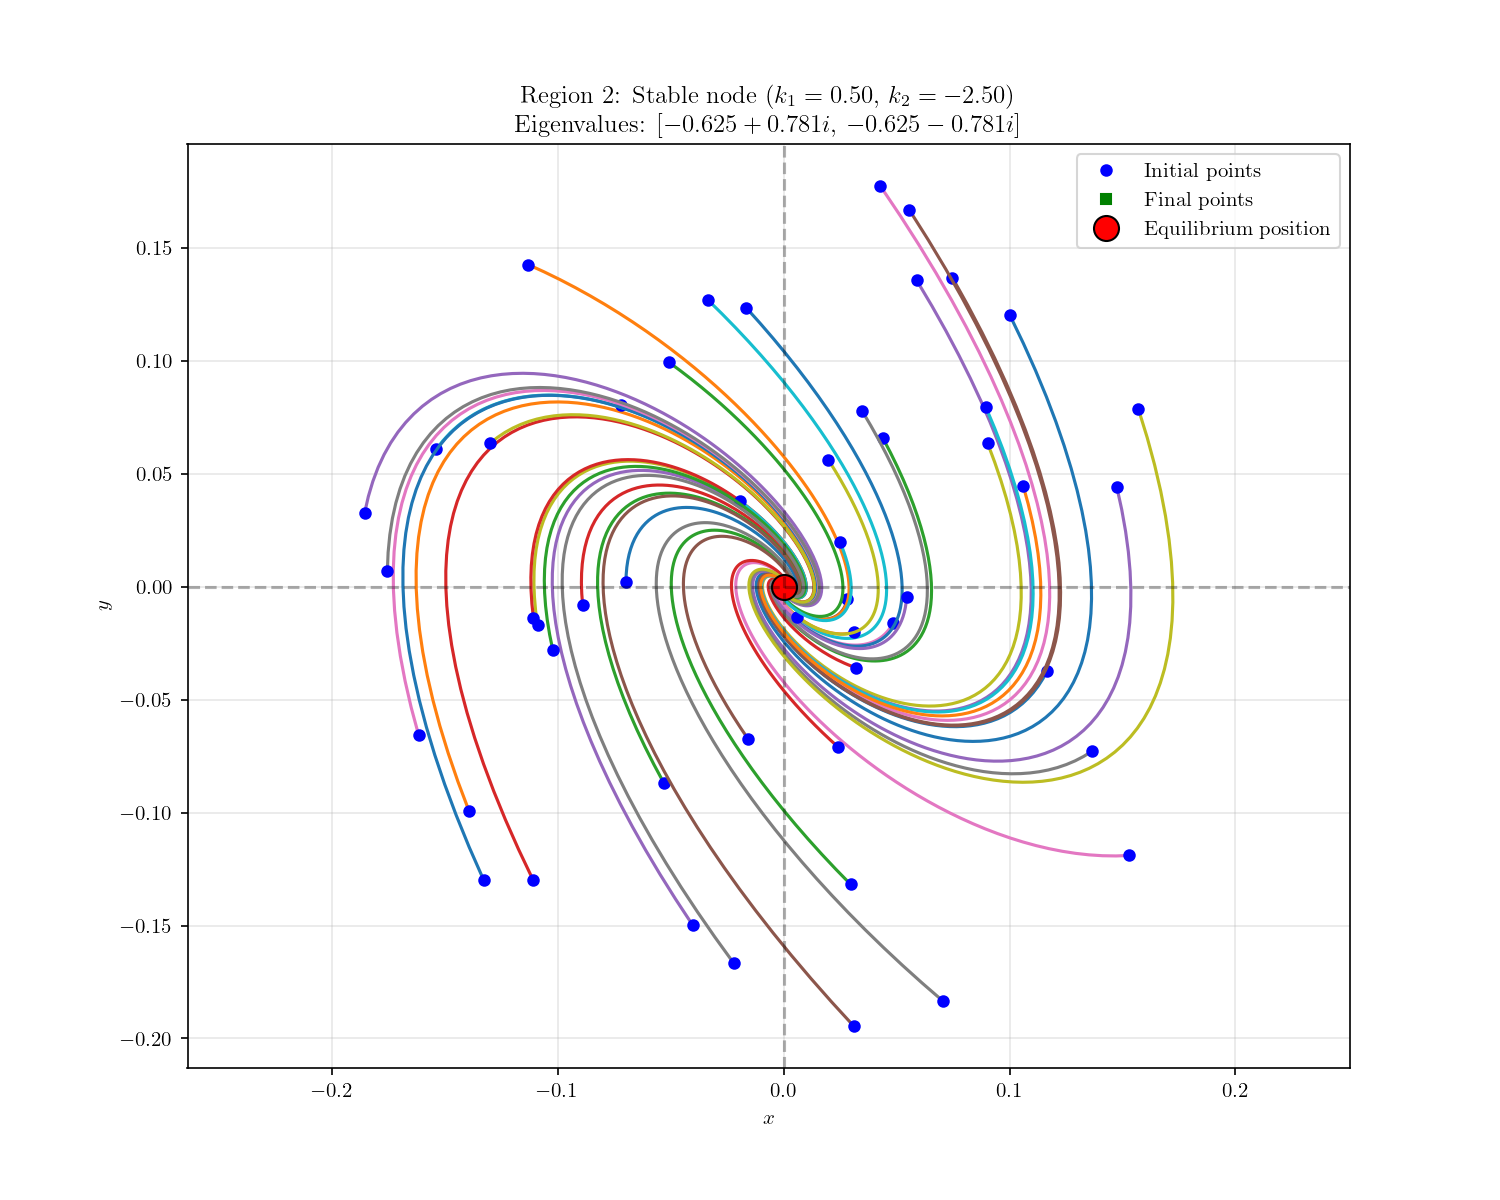 Region 2: Stable node (k₁ = 0.50, k₂ = −2.50)
Eigenvalues: [−0.625 + 0.781i, −0.625 − 0.781i]
Initial points
Final points
Equilibrium position
0.15
0.10
0.05
0.00
−0.05
−0.10
−0.15
−0.20
y
−0.2
−0.1
0.0
0.1
0.2
x